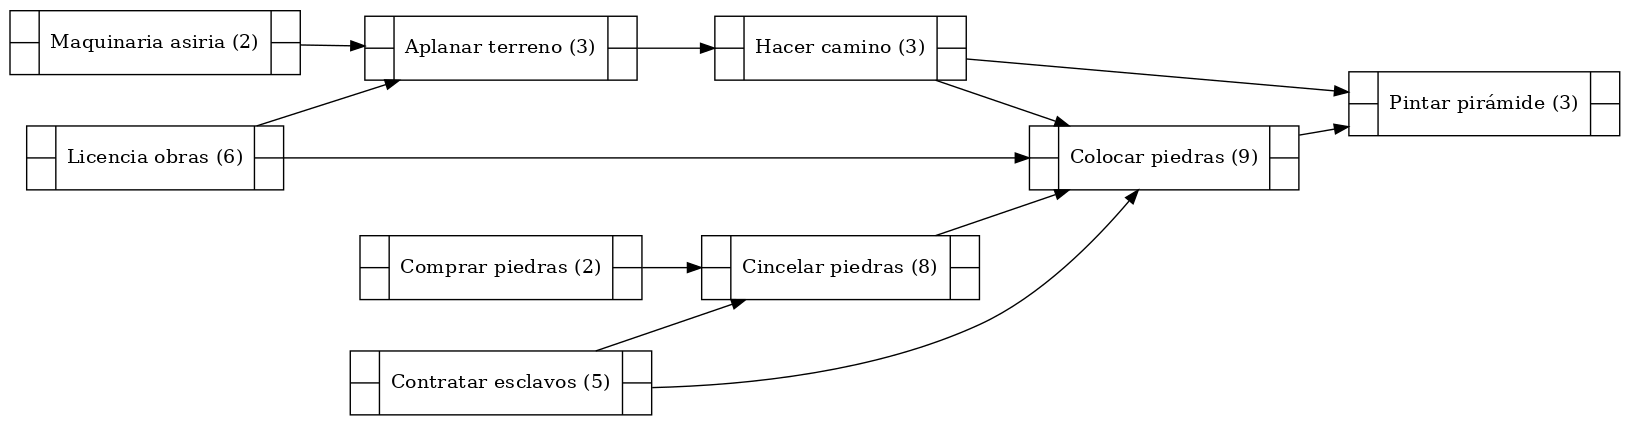 Maquinaria asiria (2)
Aplanar terreno (3)
Hacer camino (3)
Pintar pirámide (3)
Licencia obras (6)
Colocar piedras (9)
Comprar piedras (2)
Cincelar piedras (8)
Contratar esclavos (5)